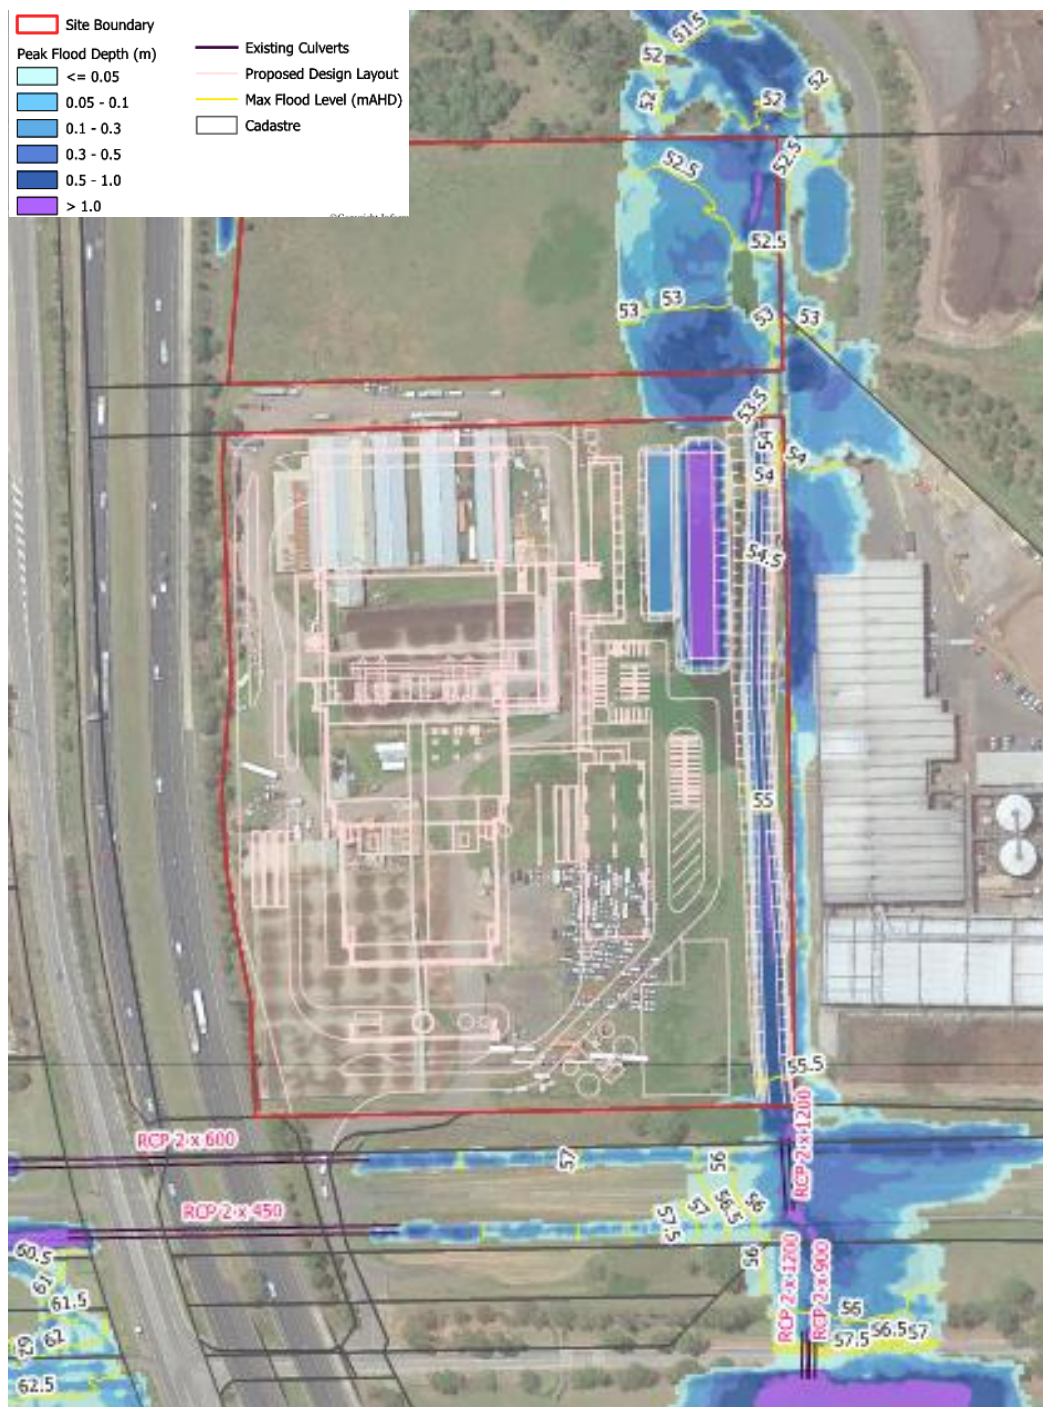 Site Boundary
Peak Flood Depth (m)
<= 0.05
0.05 - 0.1
0.1 - 0.3
0.3 - 0.5
0.5 - 1.0
> 1.0
Existing Culverts
Proposed Design Layout
Max Flood Level (mAHD)
Cadastre
51.5
52
52
52
52
52.5
52.5
52.5
53
53
53
53
53.5
54
54
54
54.5
55
55.5
RCP 2 x 1200
RCP 2 x 600
57
56
RCP 2 x 450
57.5
57
56.5
56
60.5
61
61.5
62
62
62.5
56
RCP 2 x 1200
RCP 2 x 900
56
57.5
56.5
57